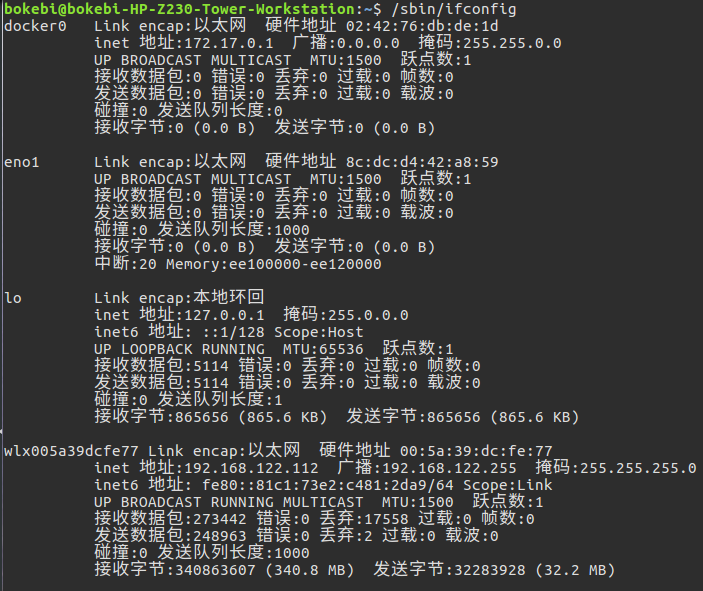 bokebi@bokebi-HP-Z230-Tower-Workstation:~$ /sbin/ifconfig
docker0   Link encap:以太网  硬件地址 02:42:76:db:de:1d
          inet 地址:172.17.0.1  广播:0.0.0.0  掩码:255.255.0.0
          UP BROADCAST MULTICAST  MTU:1500  跃点数:1
          接收数据包:0 错误:0 丢弃:0 过载:0 帧数:0
          发送数据包:0 错误:0 丢弃:0 过载:0 载波:0
          碰撞:0 发送队列长度:0
          接收字节:0 (0.0 B)  发送字节:0 (0.0 B)
eno1      Link encap:以太网  硬件地址 8c:dc:d4:42:a8:59
          UP BROADCAST MULTICAST  MTU:1500  跃点数:1
          接收数据包:0 错误:0 丢弃:0 过载:0 帧数:0
          发送数据包:0 错误:0 丢弃:0 过载:0 载波:0
          碰撞:0 发送队列长度:1000
          接收字节:0 (0.0 B)  发送字节:0 (0.0 B)
          中断:20 Memory:ee100000-ee120000
lo        Link encap:本地环回
          inet 地址:127.0.0.1  掩码:255.0.0.0
          inet6 地址: ::1/128 Scope:Host
          UP LOOPBACK RUNNING  MTU:65536  跃点数:1
          接收数据包:5114 错误:0 丢弃:0 过载:0 帧数:0
          发送数据包:5114 错误:0 丢弃:0 过载:0 载波:0
          碰撞:0 发送队列长度:1
          接收字节:865656 (865.6 KB)  发送字节:865656 (865.6 KB)
wlx005a39dcfe77 Link encap:以太网  硬件地址 00:5a:39:dc:fe:77
          inet 地址:192.168.122.112  广播:192.168.122.255  掩码:255.255.255.0
          inet6 地址: fe80::81c1:73e2:c481:2da9/64 Scope:Link
          UP BROADCAST RUNNING MULTICAST  MTU:1500  跃点数:1
          接收数据包:273442 错误:0 丢弃:17558 过载:0 帧数:0
          发送数据包:248963 错误:0 丢弃:2 过载:0 载波:0
          碰撞:0 发送队列长度:1000
          接收字节:340863607 (340.8 MB)  发送字节:32283928 (32.2 MB)